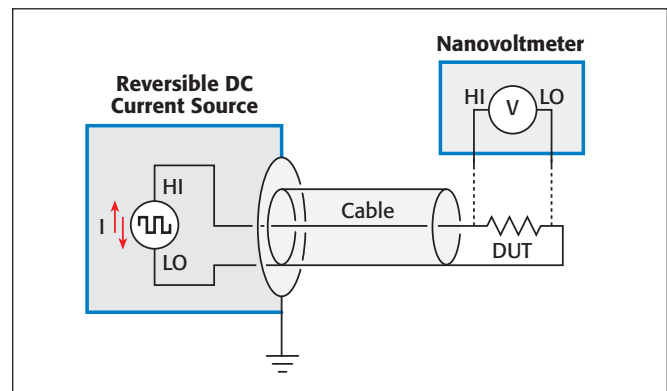 Nanovoltmeter
HI
V
LO
Reversible DC
Current Source
HI
I
LO
Cable
DUT